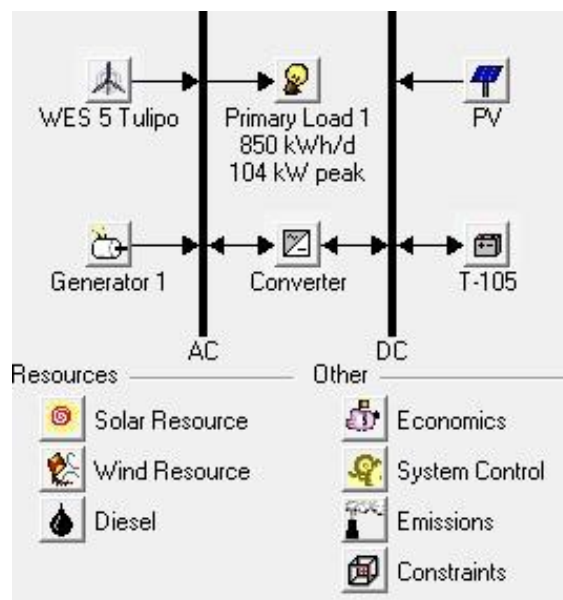 WES 5 Tulipo
Primary Load 1
850 kWh/d
104 kW peak
PV
Generator 1
Converter
T-105
AC
DC
Resources
Other
Solar Resource
Economics
Wind Resource
System Control
Diesel
Emissions
Constraints